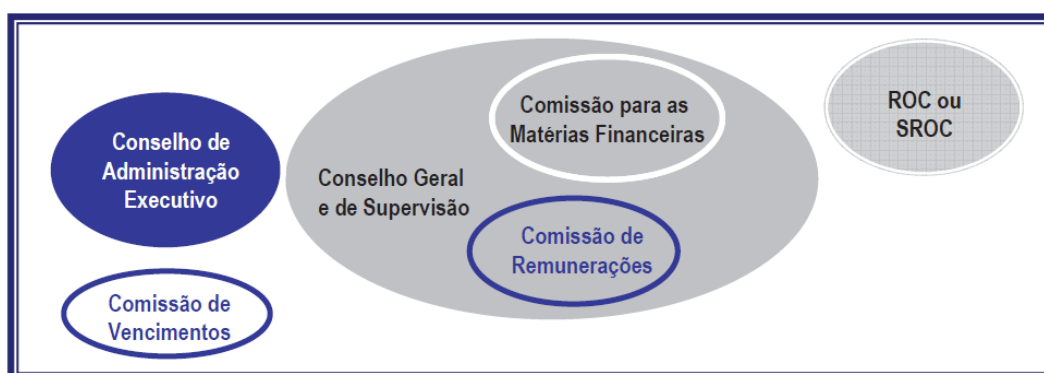 Conselho de
Administração
Executivo
Comissão de
Vencimentos
Conselho Geral
e de Supervisão
Comissão para as
Matérias Financeiras
Comissão de
Remunerações
ROC ou
SROC